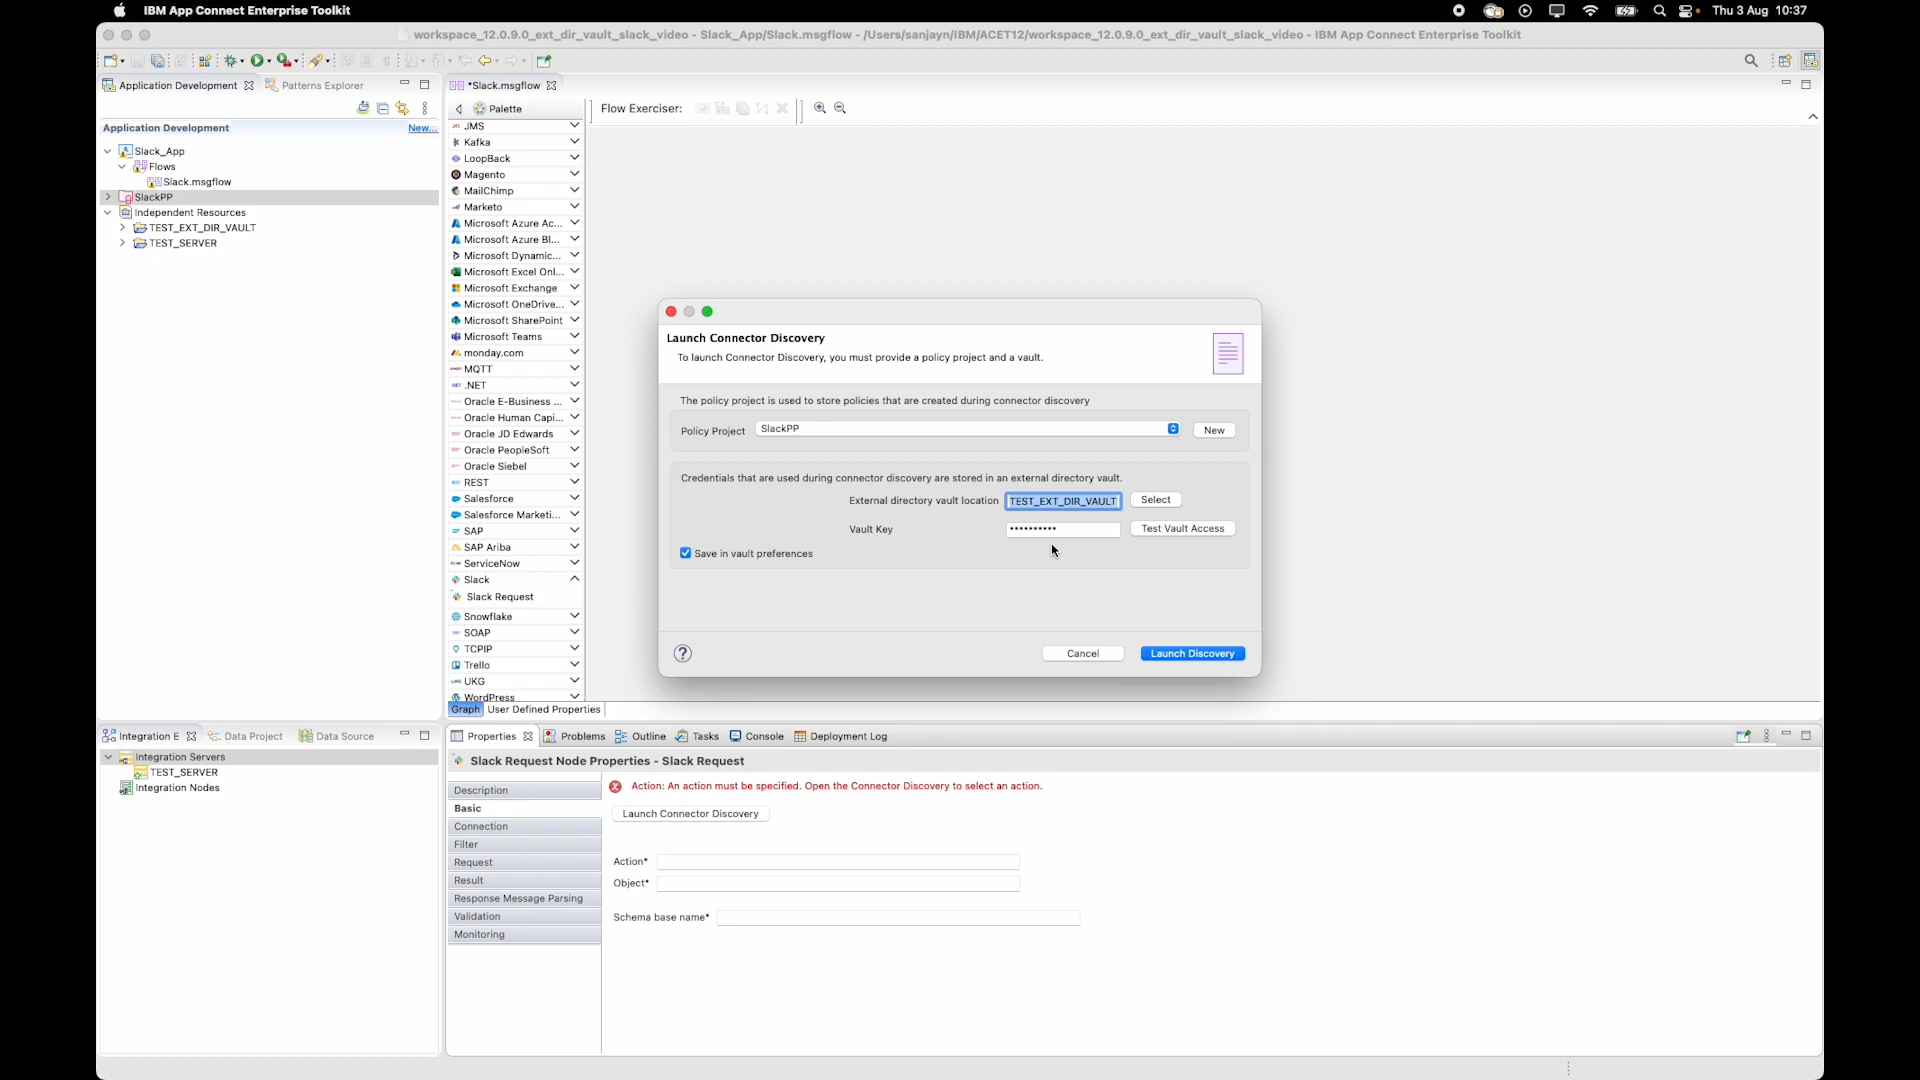 IBM App Connect Enterprise Toolkit
Thu 3 Aug 10:37
workspace_12.0.9.0_ext_dir_vault_slack_video - Slack_App/Slack.msgflow - /Users/sanjayn/IBM/ACET12/workspace_12.0.9.0_ext_dir_vault_slack_video - IBM App Connect Enterprise Toolkit
Application Development
Patterns Explorer
Application Development
New...
Slack_App
Flows
Slack.msgflow
SlackPP
Independent Resources
TEST_EXT_DIR_VAULT
TEST_SERVER
*Slack.msgflow
Palette
Flow Exerciser:
JMS
Kafka
LoopBack
Magento
MailChimp
Marketo
Microsoft Azure Ac...
Microsoft Azure Bl...
Microsoft Dynamic...
Microsoft Excel Onl...
Microsoft Exchange
Microsoft OneDrive...
Microsoft SharePoint
Microsoft Teams
monday.com
MQTT
.NET
Oracle E-Business ...
Oracle Human Capi...
Oracle JD Edwards
Oracle PeopleSoft
Oracle Siebel
REST
Salesforce
Salesforce Marketi...
SAP
SAP Ariba
ServiceNow
Slack
Slack Request
Snowflake
SOAP
TCPIP
Trello
UKG
WordPress
Graph
User Defined Properties
Launch Connector Discovery
To launch Connector Discovery, you must provide a policy project and a vault.
The policy project is used to store policies that are created during connector discovery
Policy Project
SlackPP
New
Credentials that are used during connector discovery are stored in an external directory vault.
External directory vault location
TEST_EXT_DIR_VAULT
Select
Vault Key
**********
Test Vault Access
Save in vault preferences
?
Cancel
Launch Discovery
Integration E
Data Project
Data Source
Integration Servers
TEST_SERVER
Integration Nodes
Properties
Problems
Outline
Tasks
Console
Deployment Log
Slack Request Node Properties - Slack Request
Description
Basic
Connection
Filter
Request
Result
Response Message Parsing
Validation
Monitoring
Action: An action must be specified. Open the Connector Discovery to select an action.
Launch Connector Discovery
Action*
Object*
Schema base name*